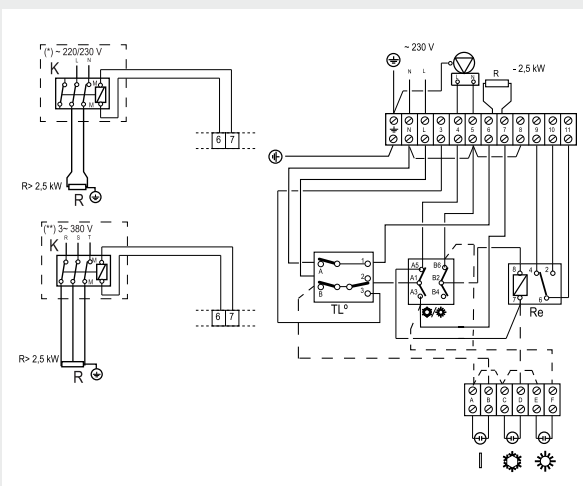 (*) ~ 220/230 V
L N
K
M
M
6 7
R> 2,5 kW
R
(**) 3~ 380 V
R S T
K
M
M
6 7
R> 2,5 kW
R
~ 230 V
N L
L N
R - 2,5 kW
N L 3 4 5 6 7 8 9 10 11
A 1
2
B 3
TLº
A5 B6
A1 B2
A3 B4
/
8 4 2
7 6
Re
A B C D E F